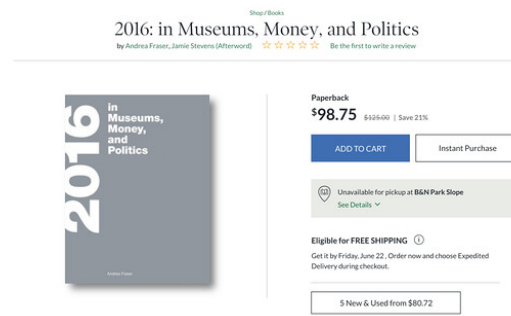 Shop / Books
2016: in Museums, Money, and Politics
by Andrea Fraser, Jamie Stevens (Afterword) ☆☆☆☆☆ Be the first to write a review
2016
in
Museums,
Money,
and
Politics
Andrea Fraser
Paperback
$98.75 $125.00 | Save 21%
ADD TO CART
Instant Purchase
Unavailable for pickup at B&N Park Slope
See Details
Eligible for FREE SHIPPING
Get it by Friday, June 22 . Order now and choose Expedited
Delivery during checkout.
5 New & Used from $80.72